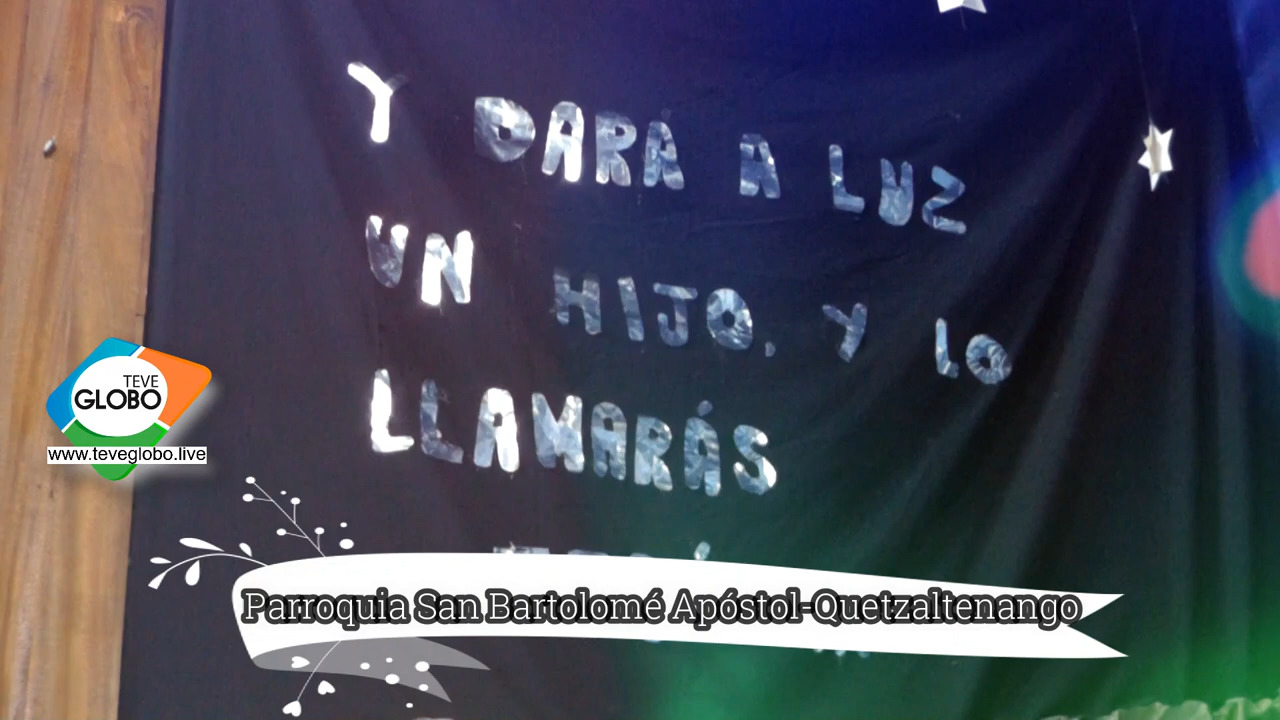 Y DARÁ A LUZ
UN HIJO, Y LO
LLAMARÁS
TEVE
GLOBO
www.teveglobo.live
Parroquia San Bartolomé Apóstol-Quetzaltenango